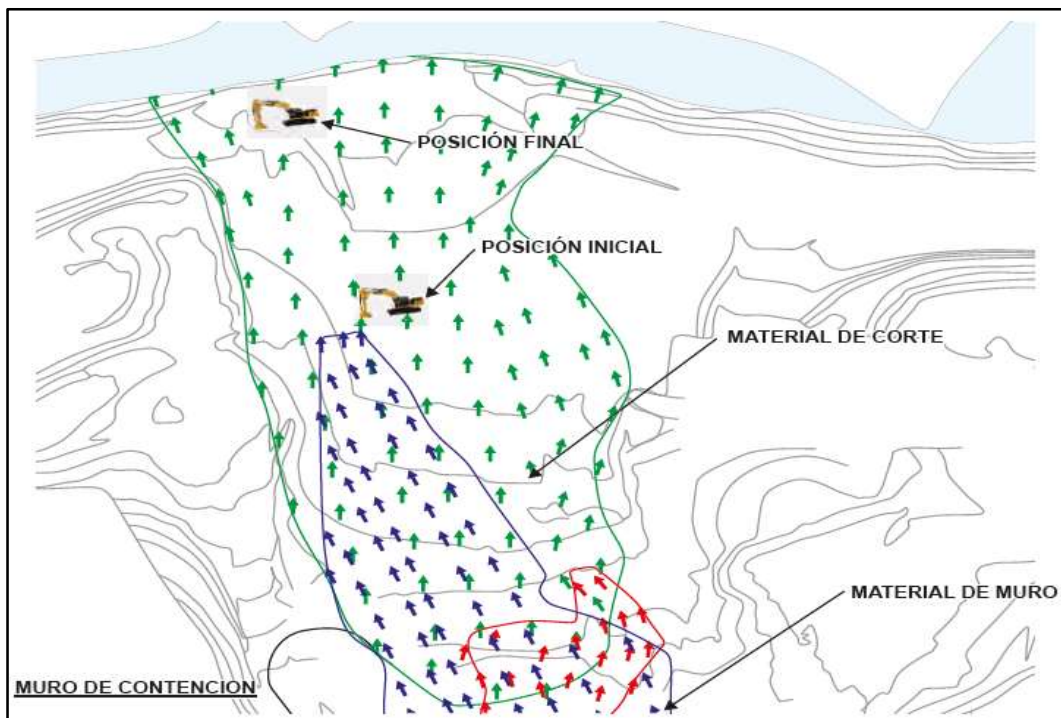 POSICIÓN FINAL
POSICIÓN INICIAL
MATERIAL DE CORTE
MATERIAL DE MURO
MURO DE CONTENCION